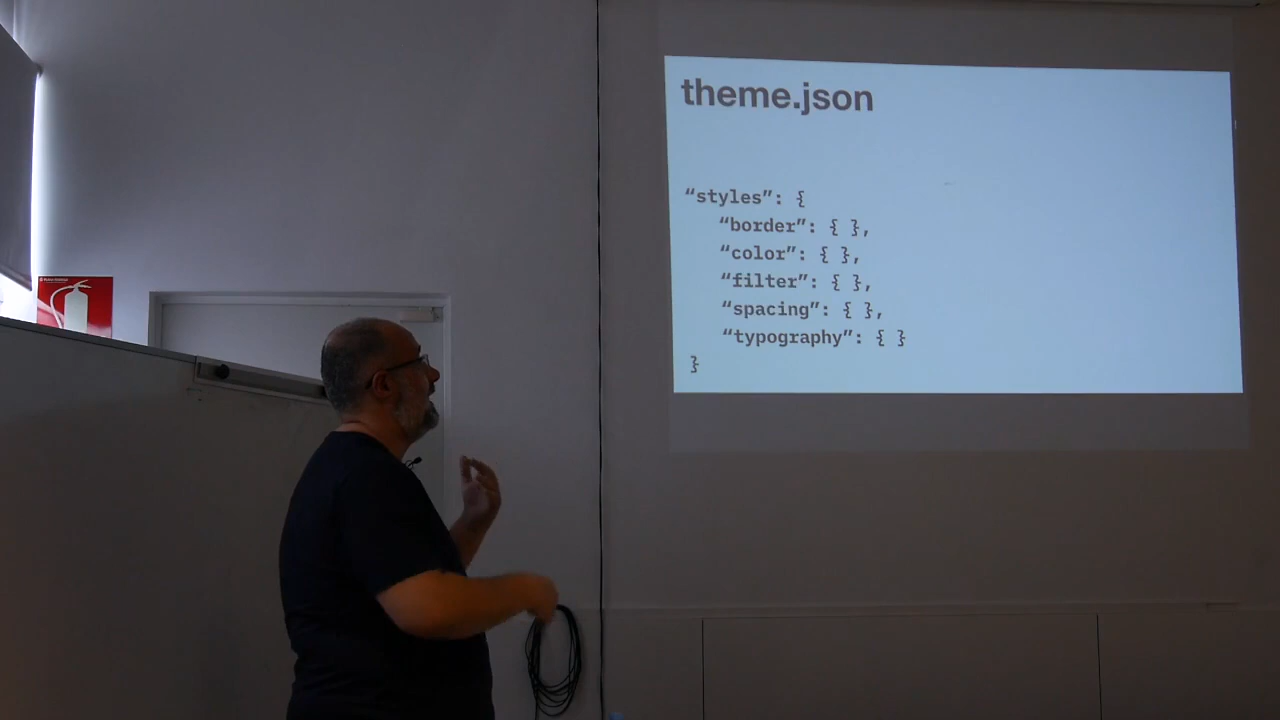 theme.json
“styles”: {
“border”: { },
“color”: { },
“filter”: { },
“spacing”: { },
“typography”: { }
}